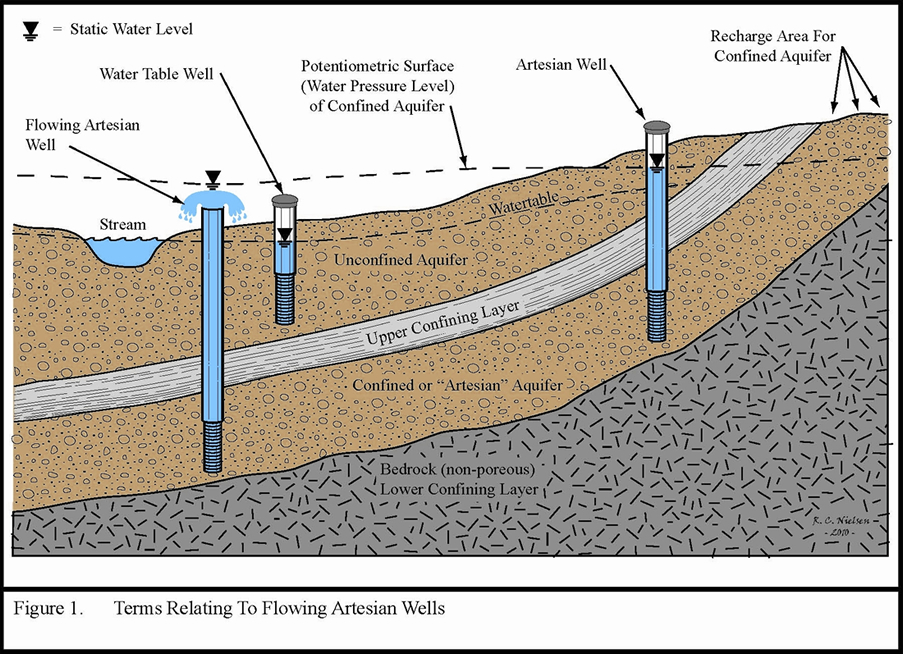 = Static Water Level
Recharge Area For
Confined Aquifer
Potentiometric Surface
(Water Pressure Level)
of Confined Aquifer
Artesian Well
Water Table Well
Flowing Artesian
Well
Stream
Watertable
Unconfined Aquifer
Upper Confining Layer
Confined or “Artesian” Aquifer
Bedrock (non-poreous)
Lower Confining Layer
R. C. Nielsen
- 2010 -
Figure 1. Terms Relating To Flowing Artesian Wells